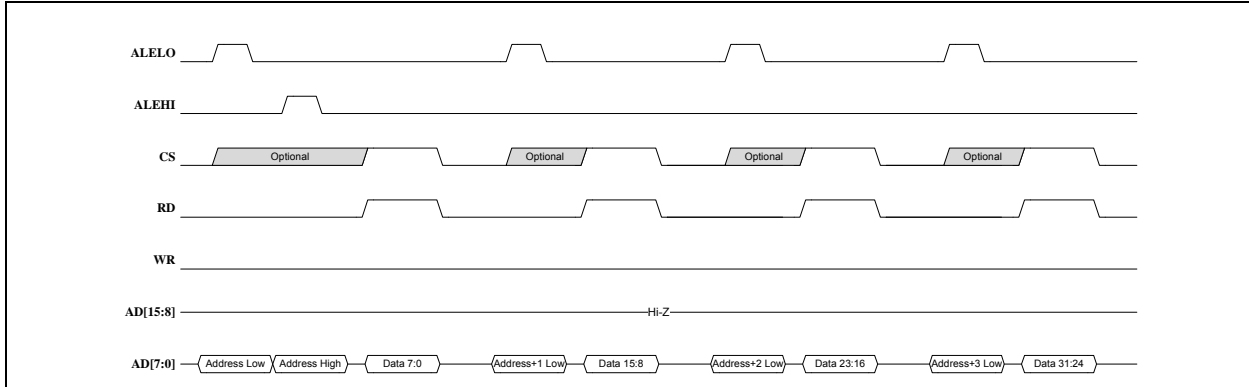 ALELO
ALEHI
CS Optional Optional Optional Optional
RD
WR
AD[15:8] Hi-Z
AD[7:0] Address Low Address High Data 7:0 Address+1 Low Data 15:8 Address+2 Low Data 23:16 Address+3 Low Data 31:24